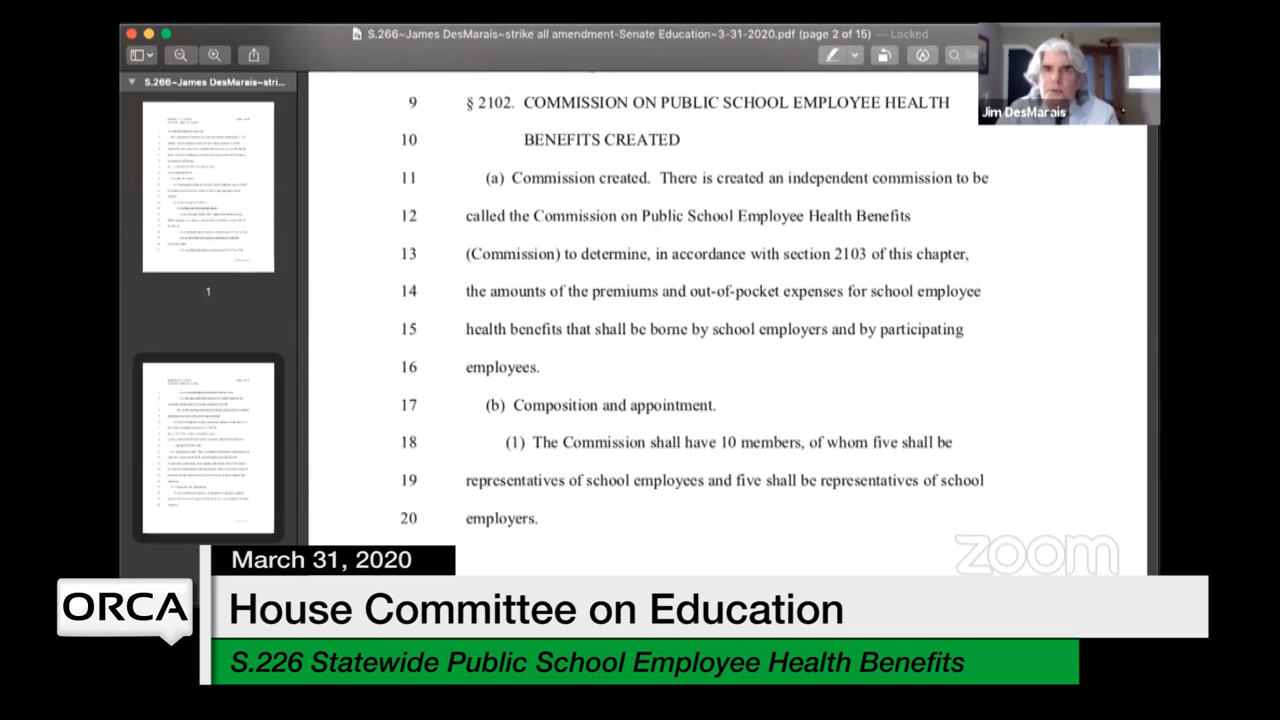 S.266~James DesMarais~strike all amendment-Senate Education~3-31-2020.pdf (page 2 of 15) — Locked
S.266~James DesMarais~stri...
1
Jim DesMarais
9 § 2102. COMMISSION ON PUBLIC SCHOOL EMPLOYEE HEALTH
10 BENEFITS CREATED
11 (a) Commission created. There is created an independent commission to be
12 called the Commission on Public School Employee Health Benefits
13 (Commission) to determine, in accordance with section 2103 of this chapter,
14 the amounts of the premiums and out-of-pocket expenses for school employee
15 health benefits that shall be borne by school employers and by participating
16 employees.
17 (b) Composition and appointment.
18 (1) The Commission shall have 10 members, of whom five shall be
19 representatives of school employees and five shall be representatives of school
20 employers.
zoom
March 31, 2020
ORCA
House Committee on Education
S.226 Statewide Public School Employee Health Benefits